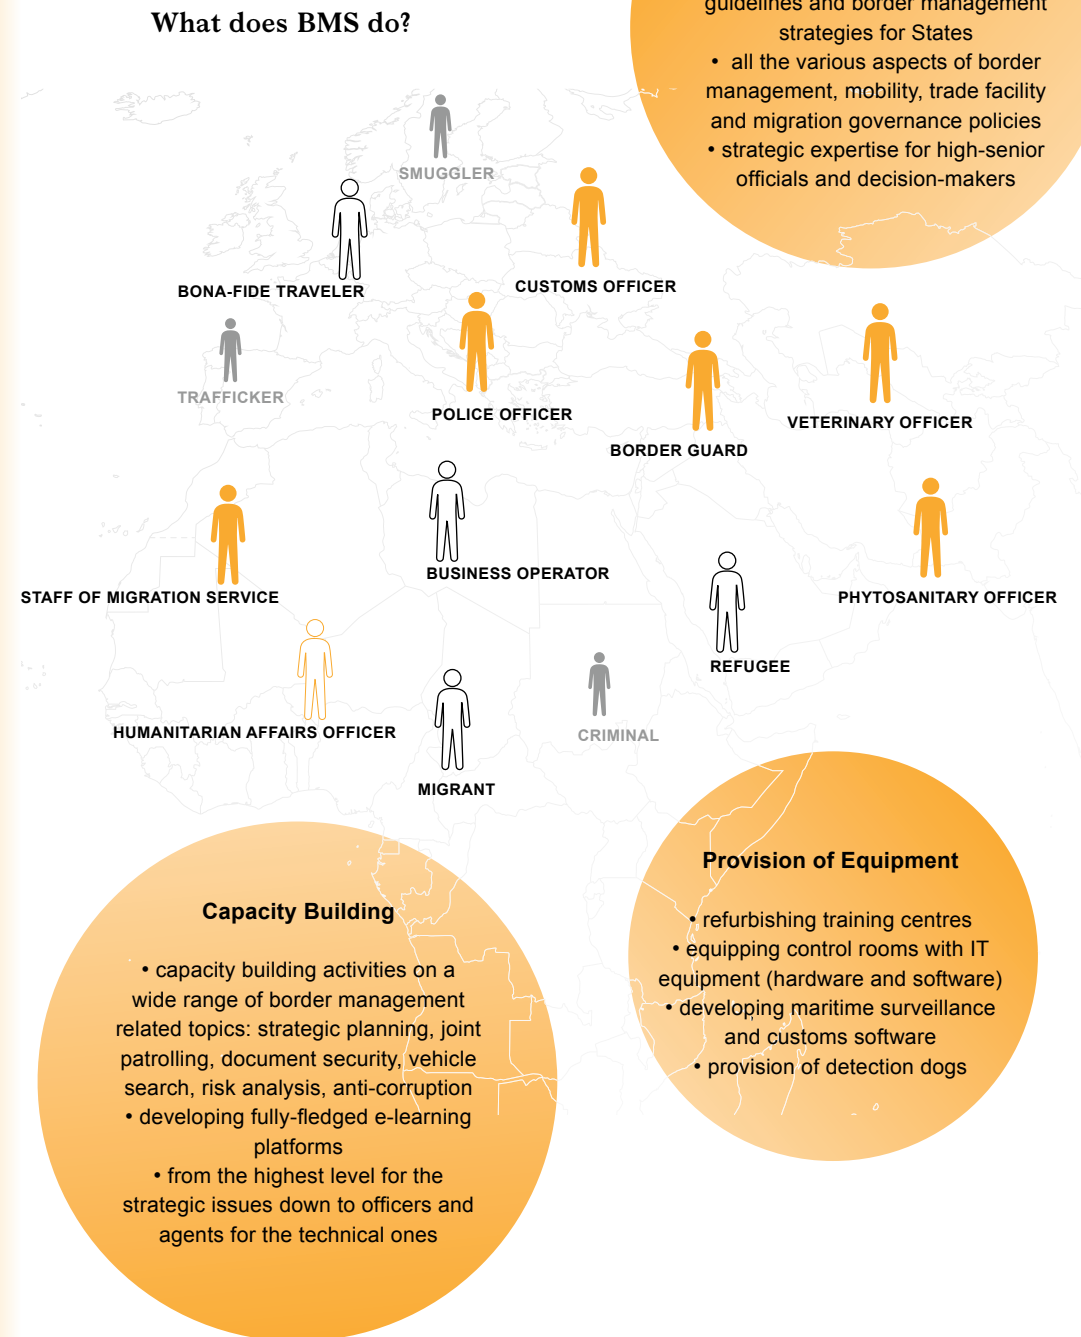 What does BMS do?
guidelines and border management
strategies for States
• all the various aspects of border
management, mobility, trade facility
and migration governance policies
• strategic expertise for high-senior
officials and decision-makers
SMUGGLER
BONA-FIDE TRAVELER
CUSTOMS OFFICER
TRAFFICKER
POLICE OFFICER
VETERINARY OFFICER
BORDER GUARD
BUSINESS OPERATOR
STAFF OF MIGRATION SERVICE
PHYTOSANITARY OFFICER
REFUGEE
HUMANITARIAN AFFAIRS OFFICER
CRIMINAL
MIGRANT
Capacity Building
• capacity building activities on a
wide range of border management
related topics: strategic planning, joint
patrolling, document security, vehicle
search, risk analysis, anti-corruption
• developing fully-fledged e-learning
platforms
• from the highest level for the
strategic issues down to officers and
agents for the technical ones
Provision of Equipment
• refurbishing training centres
• equipping control rooms with IT
equipment (hardware and software)
• developing maritime surveillance
and customs software
• provision of detection dogs